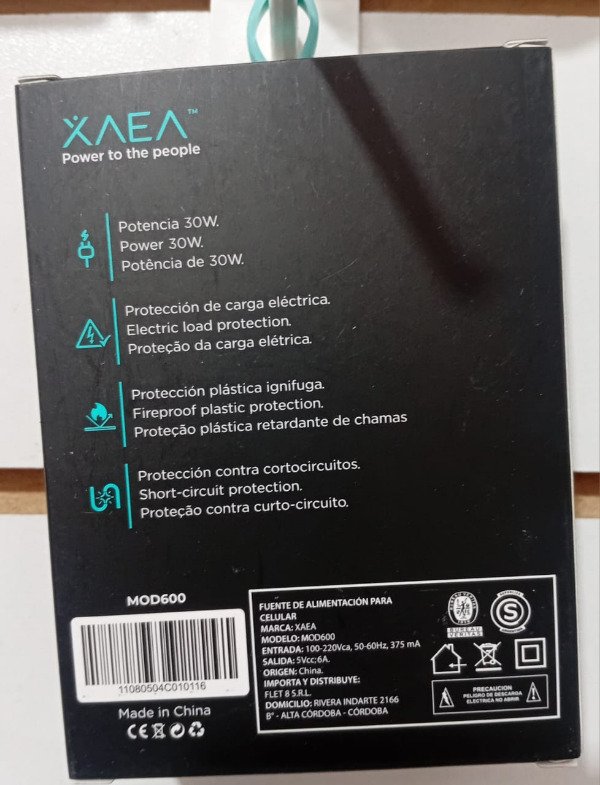 XAEA™
Power to the people
Potencia 30W.
Power 30W.
Potência de 30W.
Protección de carga eléctrica.
Electric load protection.
Proteção da carga elétrica.
Protección plástica ignifuga.
Fireproof plastic protection.
Proteção plástica retardante de chamas
Protección contra cortocircuitos.
Short-circuit protection.
Proteção contra curto-circuito.
MOD600
11080504C010116
Made in China
CE
FUENTE DE ALIMENTACIÓN PARA
CELULAR
MARCA: XAEA
MODELO: MOD600
ENTRADA: 100-220Vca, 50-60Hz, 375 mA
SALIDA: 5Vcc;6A.
ORIGEN: China.
IMPORTA Y DISTRIBUYE:
FLET 8 S.R.L.
DOMICILIO: RIVERA INDARTE 2166
B° - ALTA CÓRDOBA - CÓRDOBA
BUREAU
VERITAS
S
PRECAUCION
PELIGRO DE DESCARGA
ELECTRICA NO ABRIR